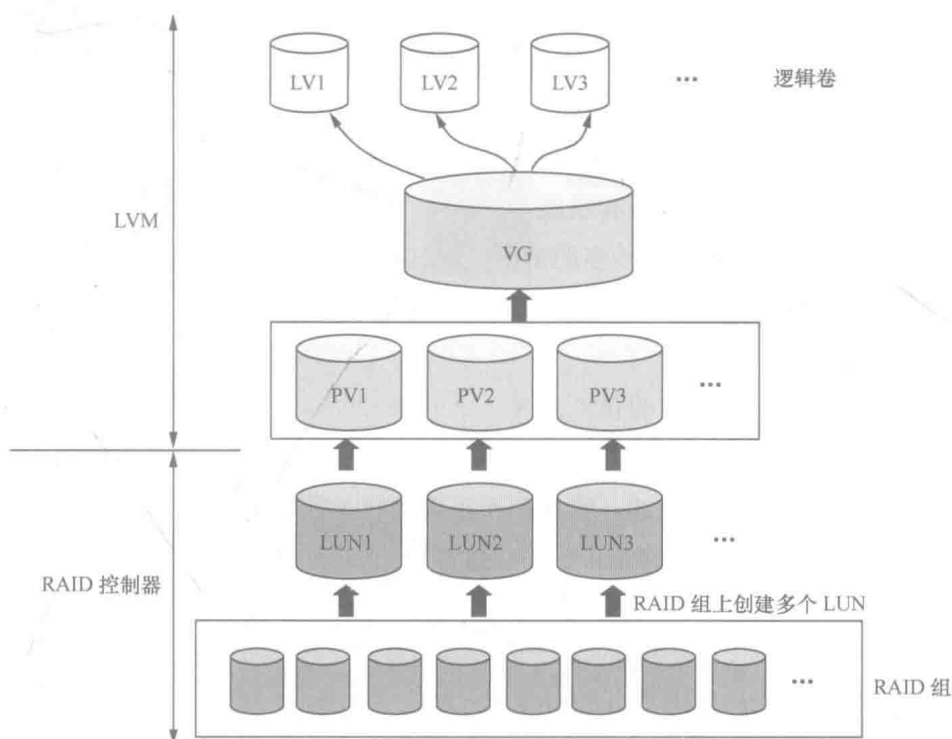 LV1 LV2 LV3 ... 逻辑卷
LVM
VG
PV1 PV2 PV3 ...
LUN1 LUN2 LUN3 ...
RAID 控制器
RAID 组上创建多个 LUN
... RAID 组